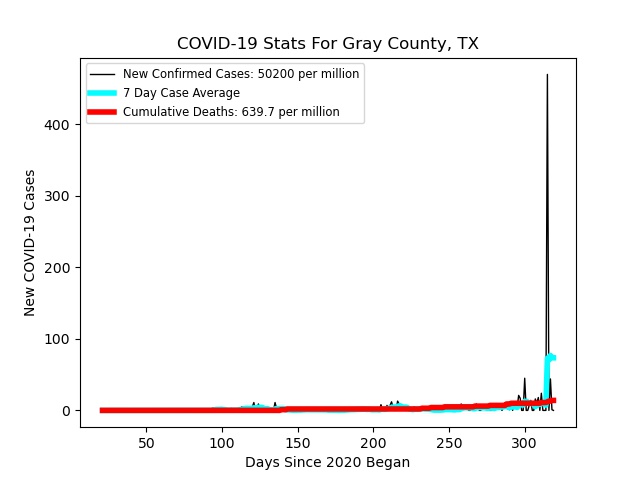 COVID-19 Stats For Gray County, TX
New Confirmed Cases: 50200 per million
7 Day Case Average
Cumulative Deaths: 639.7 per million
New COVID-19 Cases
400
300
200
100
0
50 100 150 200 250 300
Days Since 2020 Began